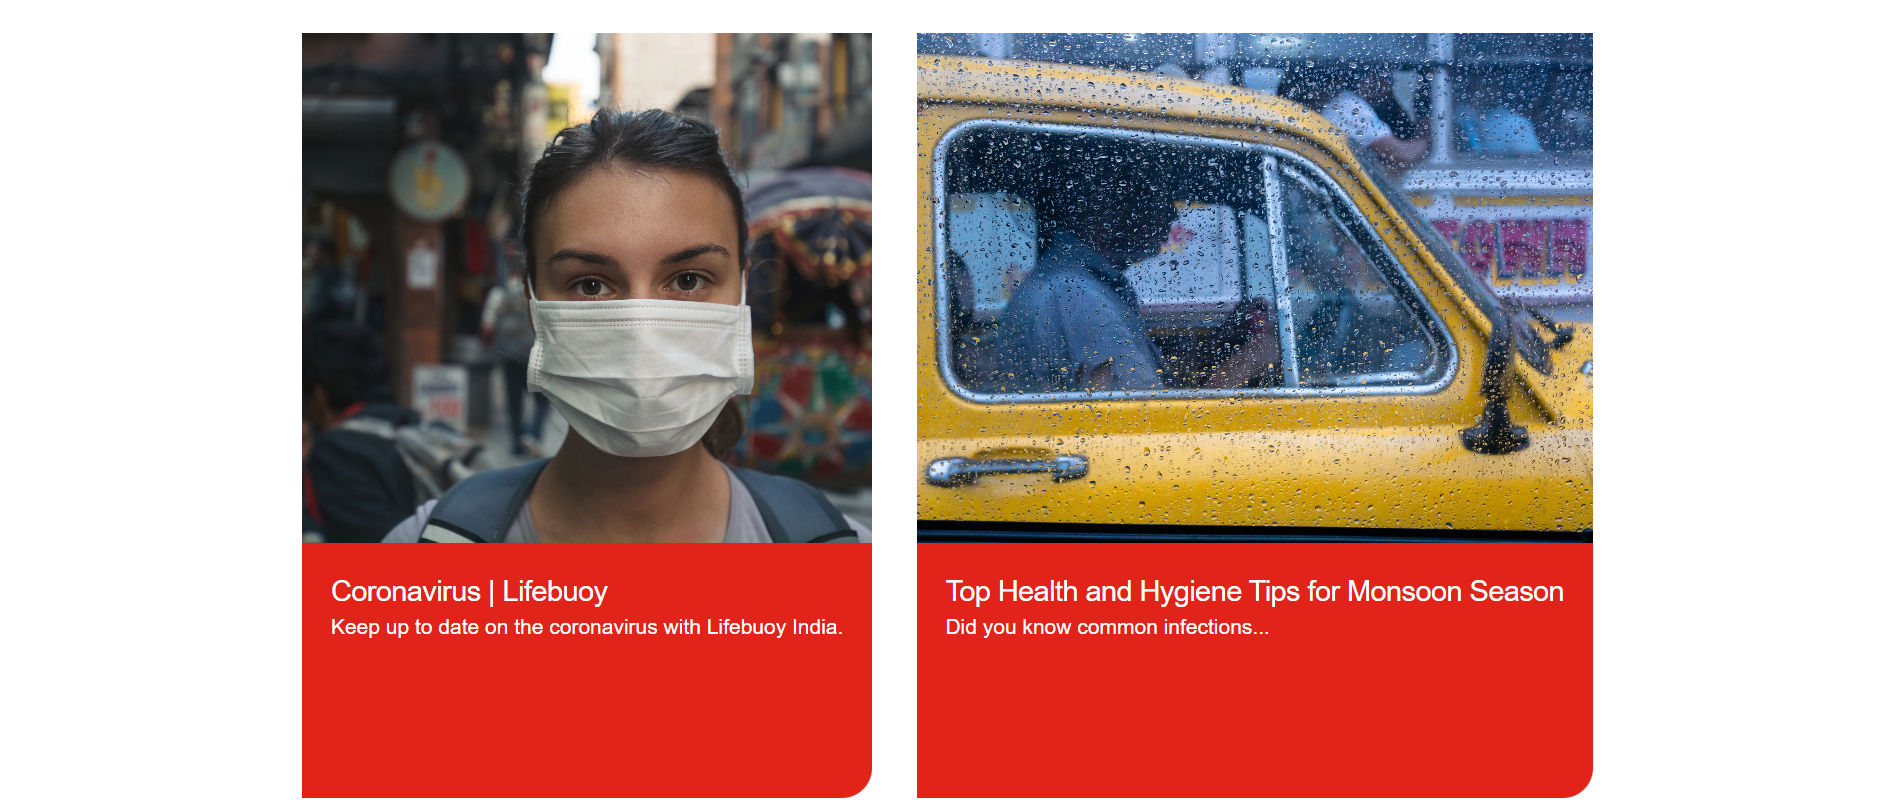 Coronavirus | Lifebuoy
Keep up to date on the coronavirus with Lifebuoy India.
Top Health and Hygiene Tips for Monsoon Season
Did you know common infections...